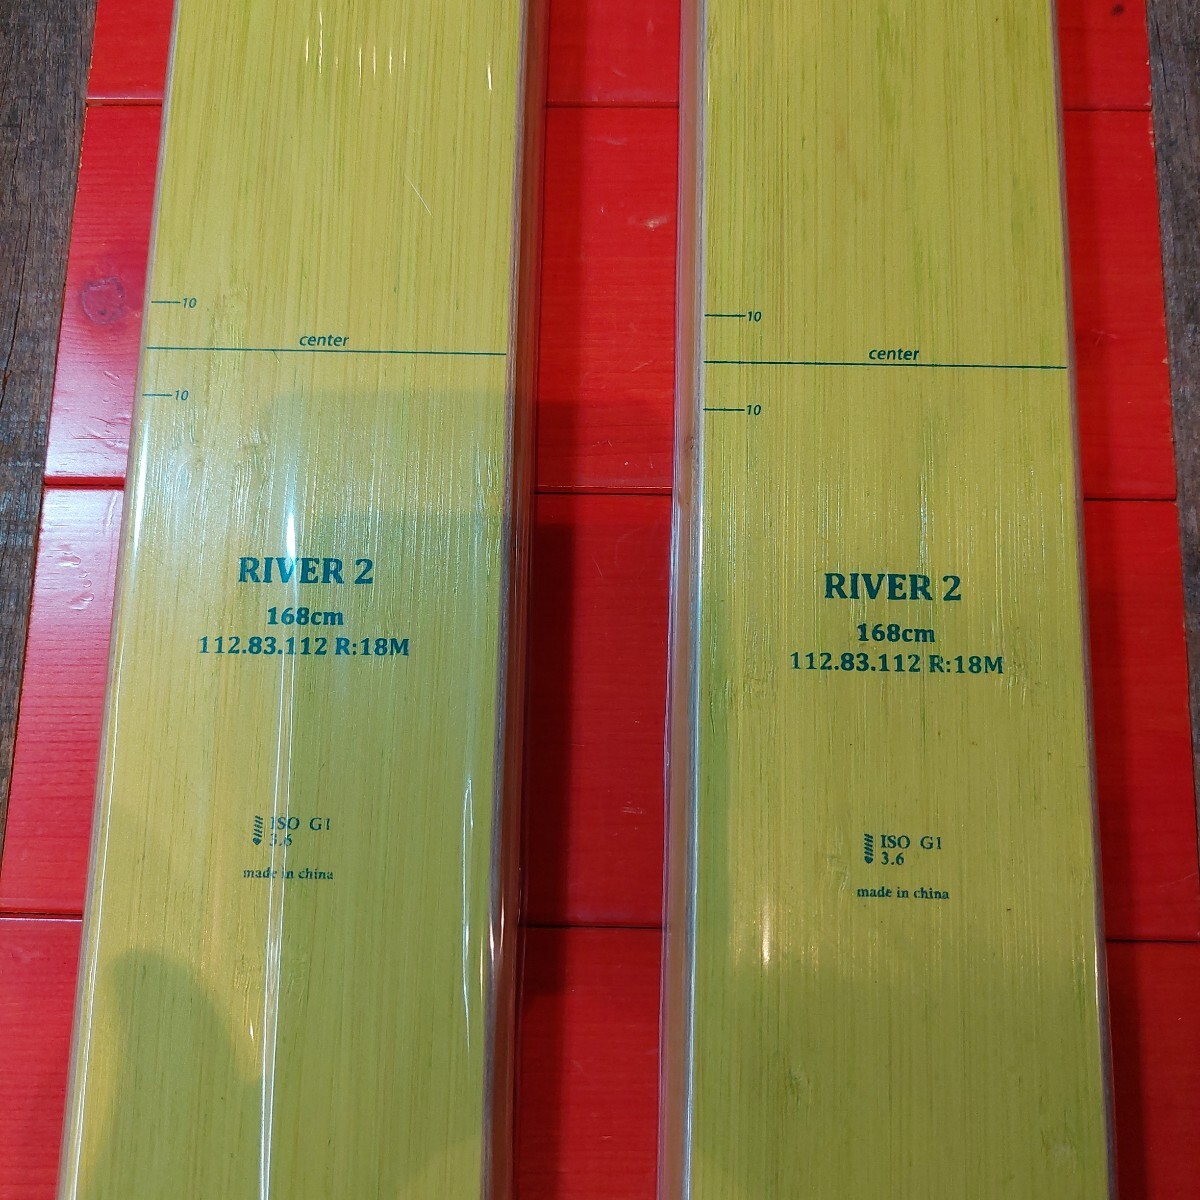 10
center
10
RIVER 2
168cm
112.83.112 R:18M
ISO G1
3.6
made in china
10
center
10
RIVER 2
168cm
112.83.112 R:18M
ISO G1
3.6
made in china